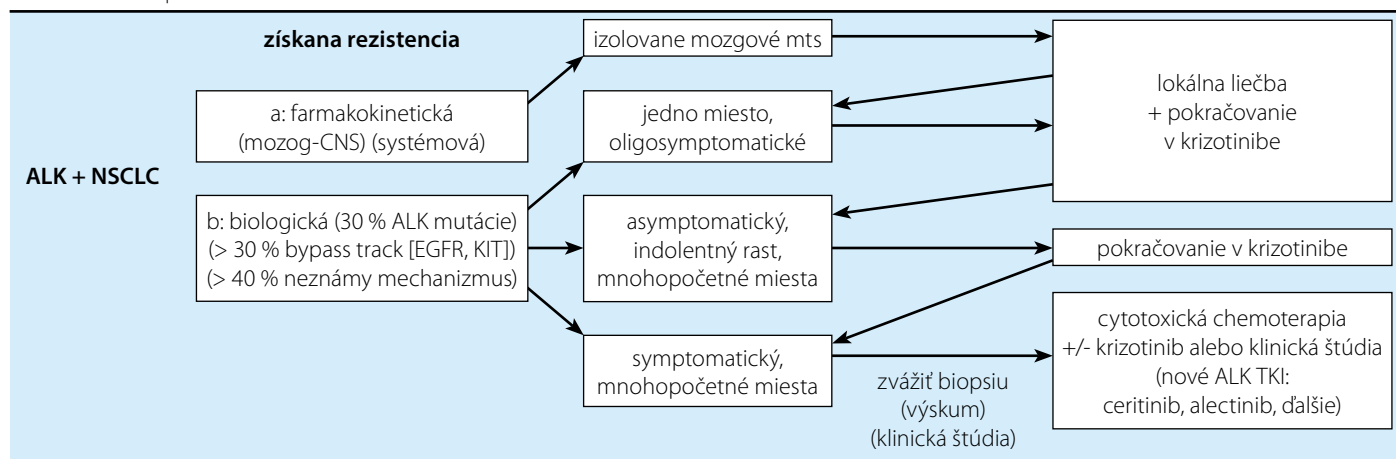 získana rezistencia
ALK + NSCLC
a: farmakokinetická
(mozog-CNS) (systémová)
b: biologická (30 % ALK mutácie)
(> 30 % bypass track [EGFR, KIT])
(> 40 % neznámy mechanizmus)
izolovane mozgové mts
jedno miesto,
oligosymptomatické
asymptomatický,
indolentný rast,
mnohopočetné miesta
symptomatický,
mnohopočetné miesta
zvážiť biopsiu
(výskum)
(klinická štúdia)
lokálna liečba
+ pokračovanie
v krizotinibe
pokračovanie v krizotinibe
cytotoxická chemoterapia
+/- krizotinib alebo klinická štúdia
(nové ALK TKI:
ceritinib, alectinib, ďalšie)